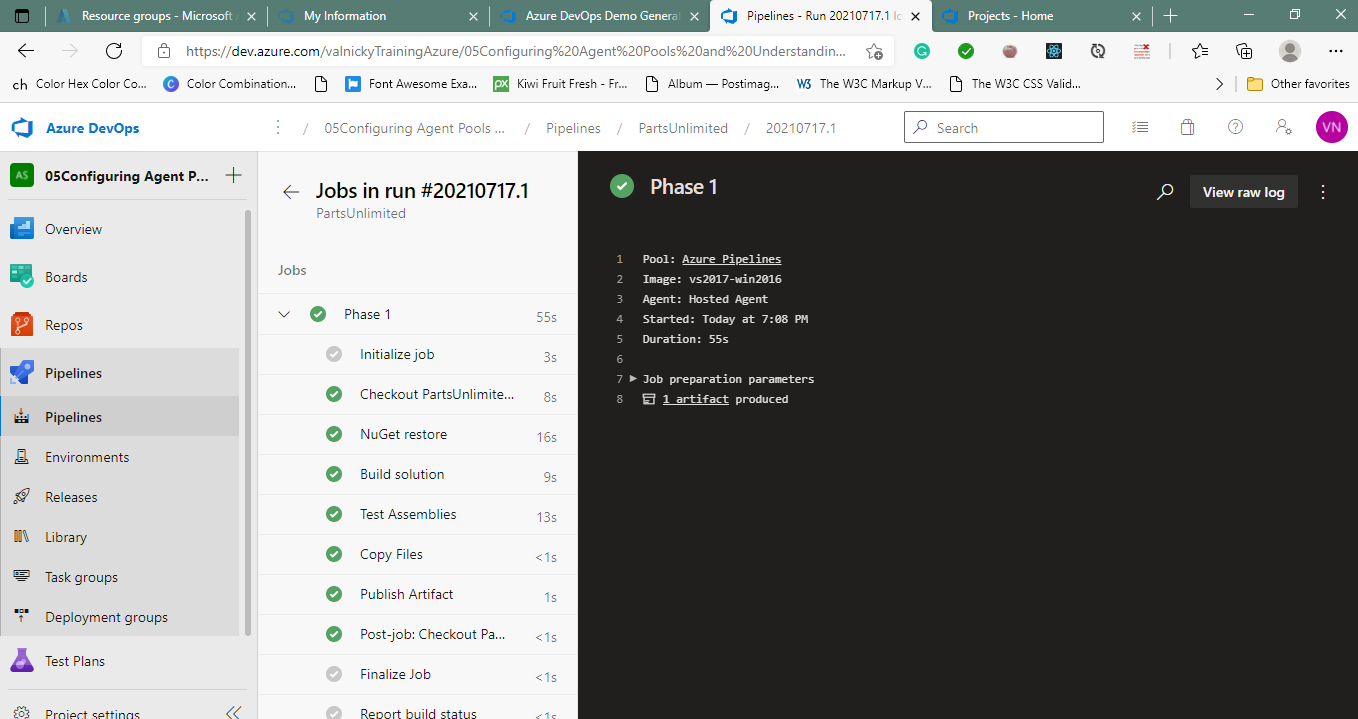 Resource groups - Microsoft
My Information
Azure DevOps Demo Genera
Pipelines - Run 20210717.1 lo
Projects - Home
https://dev.azure.com/valnickyTrainingAzure/05Configuring%20Agent%20Pools%20and%20Understandin...
ch Color Hex Color Co...
C Color Combination...
Font Awesome Exa...
px Kiwi Fruit Fresh - Fr...
Album — Postimag...
W3 The W3C Markup V...
The W3C CSS Valid...
Other favorites
Azure DevOps
/ 05Configuring Agent Pools ... / Pipelines / PartsUnlimited / 20210717.1
Search
VN
AS 05Configuring Agent P...
Overview
Boards
Repos
Pipelines
Pipelines
Environments
Releases
Library
Task groups
Deployment groups
Test Plans
Project settings
Jobs in run #20210717.1
PartsUnlimited
Jobs
Phase 1 55s
Initialize job 3s
Checkout PartsUnlimite... 8s
NuGet restore 16s
Build solution 9s
Test Assemblies 13s
Copy Files <1s
Publish Artifact 1s
Post-job: Checkout Pa... <1s
Finalize Job <1s
Report build status <1s
Phase 1
View raw log
1 Pool: Azure Pipelines
2 Image: vs2017-win2016
3 Agent: Hosted Agent
4 Started: Today at 7:08 PM
5 Duration: 55s
6
7 Job preparation parameters
8 1 artifact produced